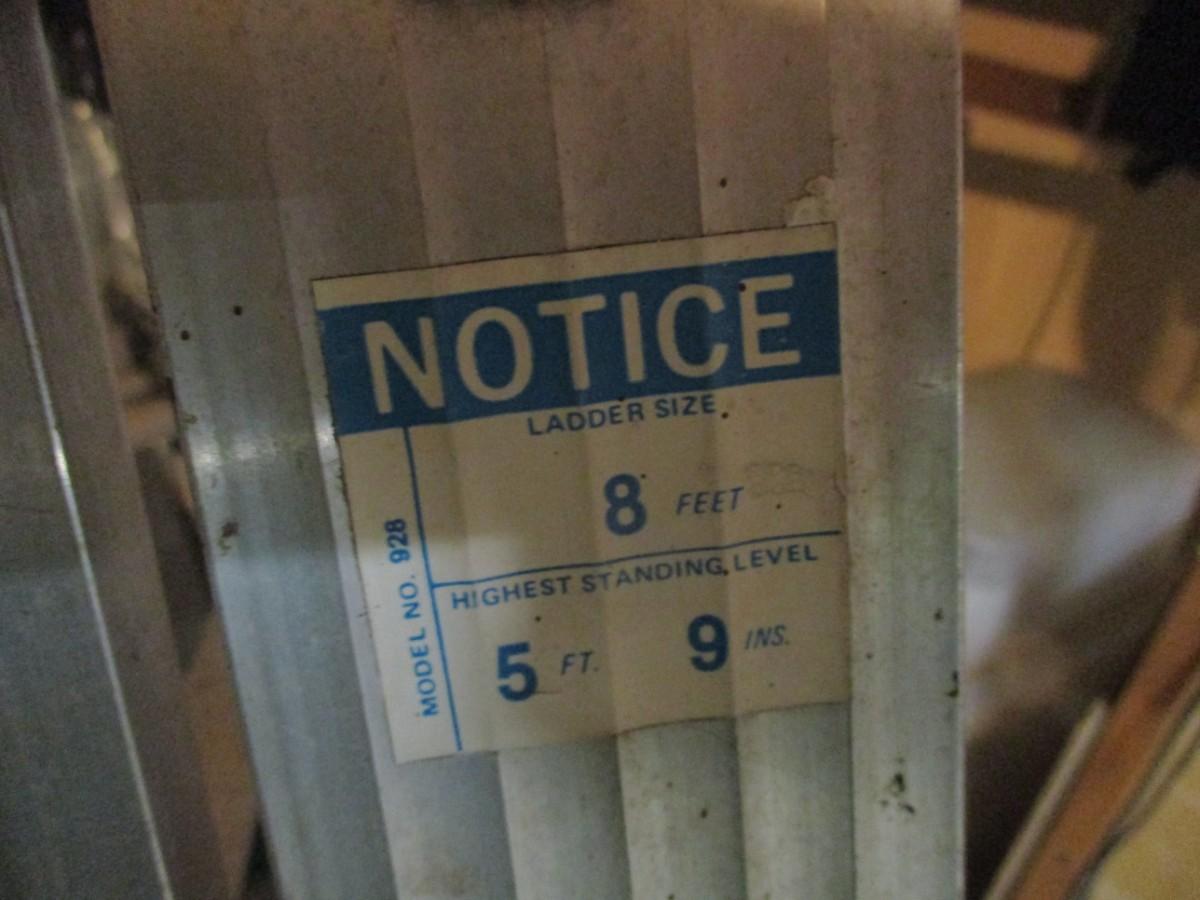 NOTICE
LADDER SIZE
8 FEET
HIGHEST STANDING LEVEL
5 FT. 9 INS.
MODEL NO. 928